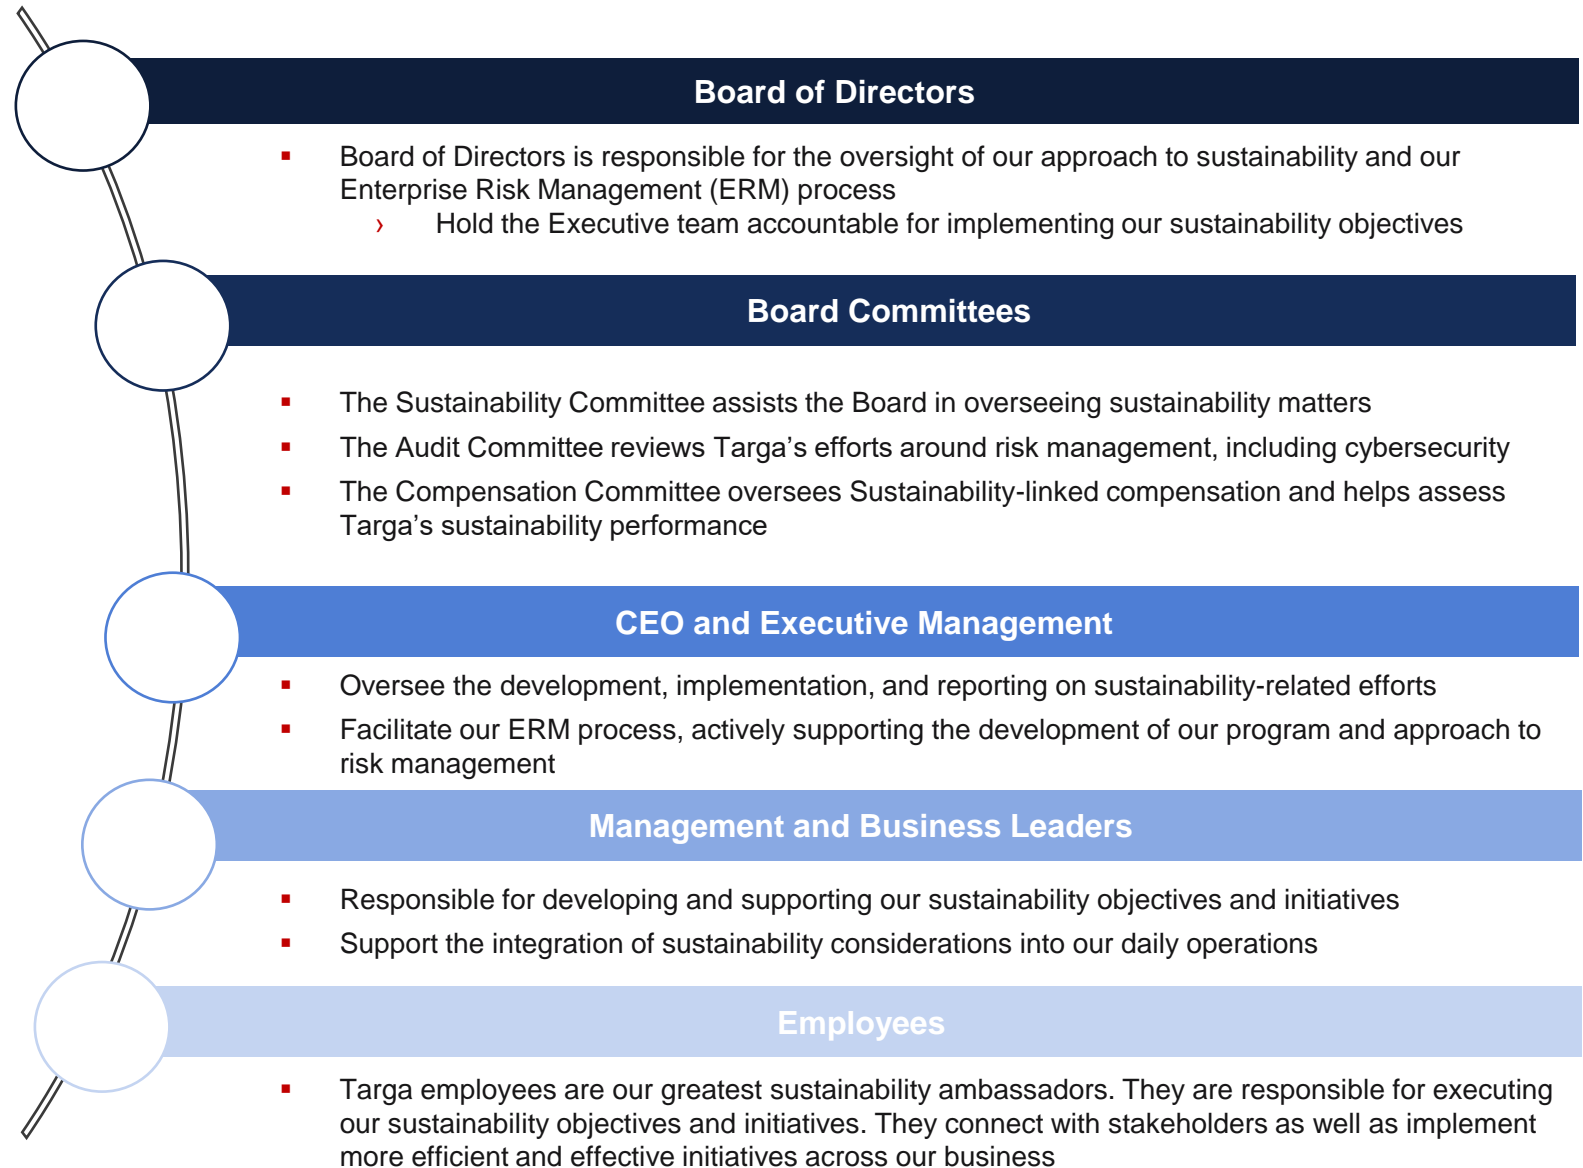 Board of Directors
▪ Board of Directors is responsible for the oversight of our approach to sustainability and our
Enterprise Risk Management (ERM) process
› Hold the Executive team accountable for implementing our sustainability objectives
Board Committees
▪ The Sustainability Committee assists the Board in overseeing sustainability matters
▪ The Audit Committee reviews Targa’s efforts around risk management, including cybersecurity
▪ The Compensation Committee oversees Sustainability-linked compensation and helps assess
Targa’s sustainability performance
CEO and Executive Management
▪ Oversee the development, implementation, and reporting on sustainability-related efforts
▪ Facilitate our ERM process, actively supporting the development of our program and approach to
risk management
Management and Business Leaders
▪ Responsible for developing and supporting our sustainability objectives and initiatives
▪ Support the integration of sustainability considerations into our daily operations
Employees
▪ Targa employees are our greatest sustainability ambassadors. They are responsible for executing
our sustainability objectives and initiatives. They connect with stakeholders as well as implement
more efficient and effective initiatives across our business